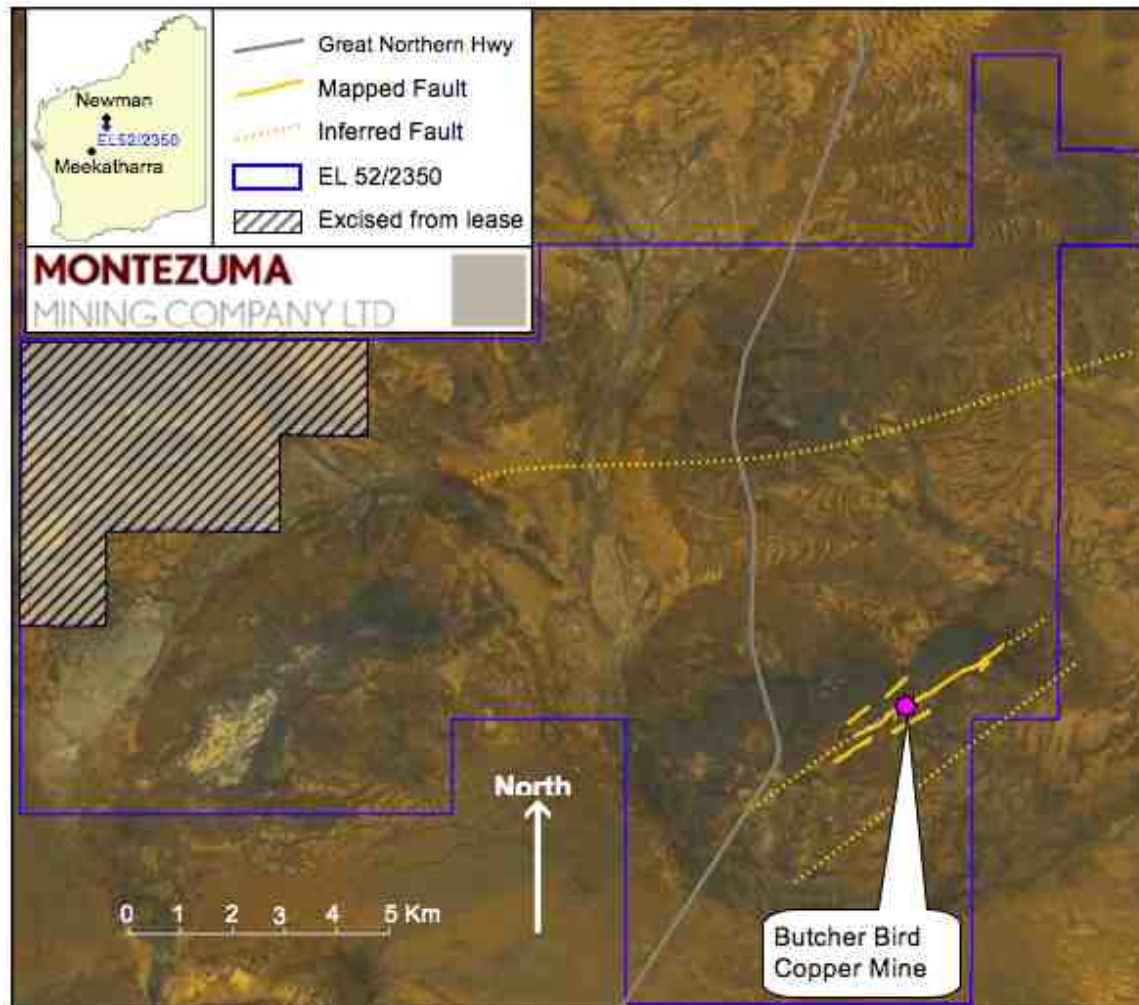 Newman
EL52/2350
Meekatharra
Great Northern Hwy
Mapped Fault
Inferred Fault
EL 52/2350
Excised from lease
MONTEZUMA
MINING COMPANY LTD
North
0 1 2 3 4 5 Km
Butcher Bird
Copper Mine